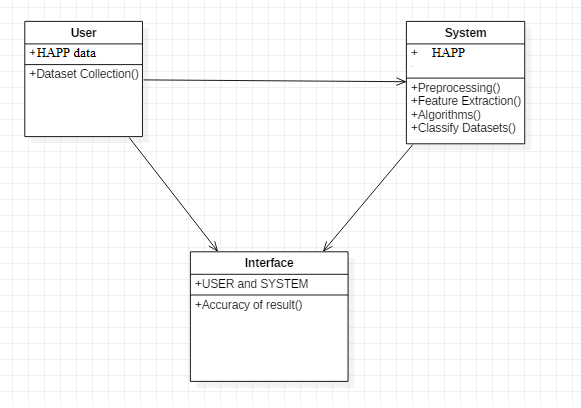 User
+HAPP data
+Dataset Collection()
System
+ HAPP
+Preprocessing()
+Feature Extraction()
+Algorithms()
+Classify Datasets()
Interface
+USER and SYSTEM
+Accuracy of result()